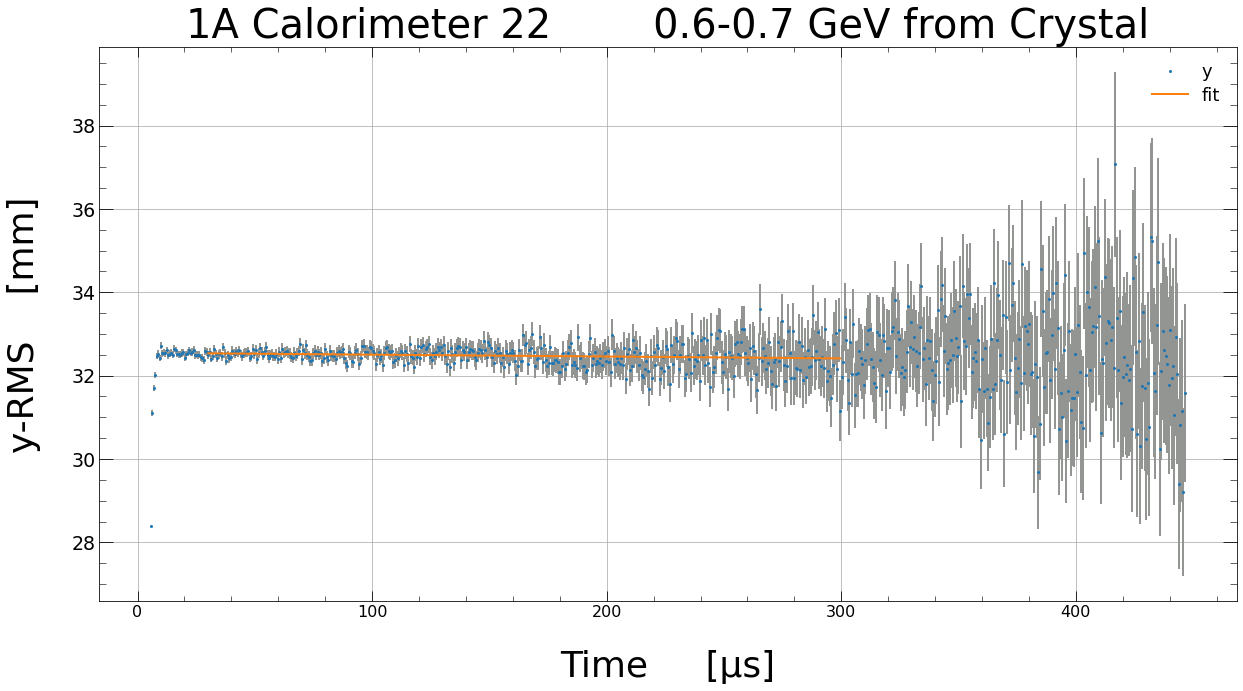 1A Calorimeter 22 0.6-0.7 GeV from Crystal
y
fit
y-RMS [mm]
38
36
34
32
30
28
0 100 200 300 400
Time [μs]